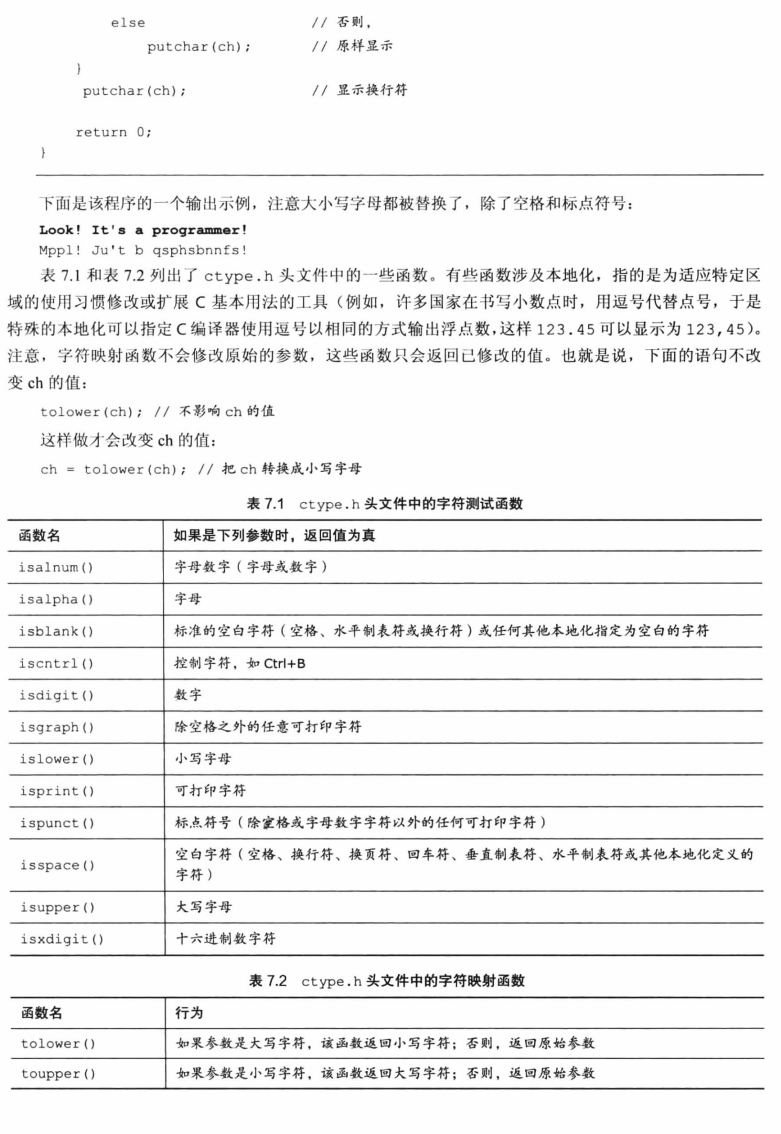 else // 否则，
putchar(ch); // 原样显示
}
putchar(ch); // 显示换行符
return 0;
}
下面是该程序的一个输出示例，注意大小写字母都被替换了，除了空格和标点符号：
Look! It's a programmer!
Mppl! Ju't b qsphsbnnfs!
表 7.1 和表 7.2 列出了 ctype.h 头文件中的一些函数。有些函数涉及本地化，指的是为适应特定区
域的使用习惯修改或扩展 C 基本用法的工具（例如，许多国家在书写小数点时，用逗号代替点号，于是
特殊的本地化可以指定 C 编译器使用逗号以相同的方式输出浮点数，这样 123.45 可以显示为 123,45）。
注意，字符映射函数不会修改原始的参数，这些函数只会返回已修改的值。也就是说，下面的语句不改
变 ch 的值：
tolower(ch); // 不影响 ch 的值
这样做才会改变 ch 的值：
ch = tolower(ch); // 把 ch 转换成小写字母
表 7.1 ctype.h 头文件中的字符测试函数
函数名 如果是下列参数时，返回值为真
isalnum() 字母数字（字母或数字）
isalpha() 字母
isblank() 标准的空白字符（空格、水平制表符或换行符）或任何其他本地化指定为空白的字符
iscntrl() 控制字符，如 Ctrl+B
isdigit() 数字
isgraph() 除空格之外的任意可打印字符
islower() 小写字母
isprint() 可打印字符
ispunct() 标点符号（除空格或字母数字字符以外的任何可打印字符）
isspace() 空白字符（空格、换行符、换页符、回车符、垂直制表符、水平制表符或其他本地化定义的
字符）
isupper() 大写字母
isxdigit() 十六进制数字符
表 7.2 ctype.h 头文件中的字符映射函数
函数名 行为
tolower() 如果参数是大写字符，该函数返回小写字符；否则，返回原始参数
toupper() 如果参数是小写字符，该函数返回大写字符；否则，返回原始参数